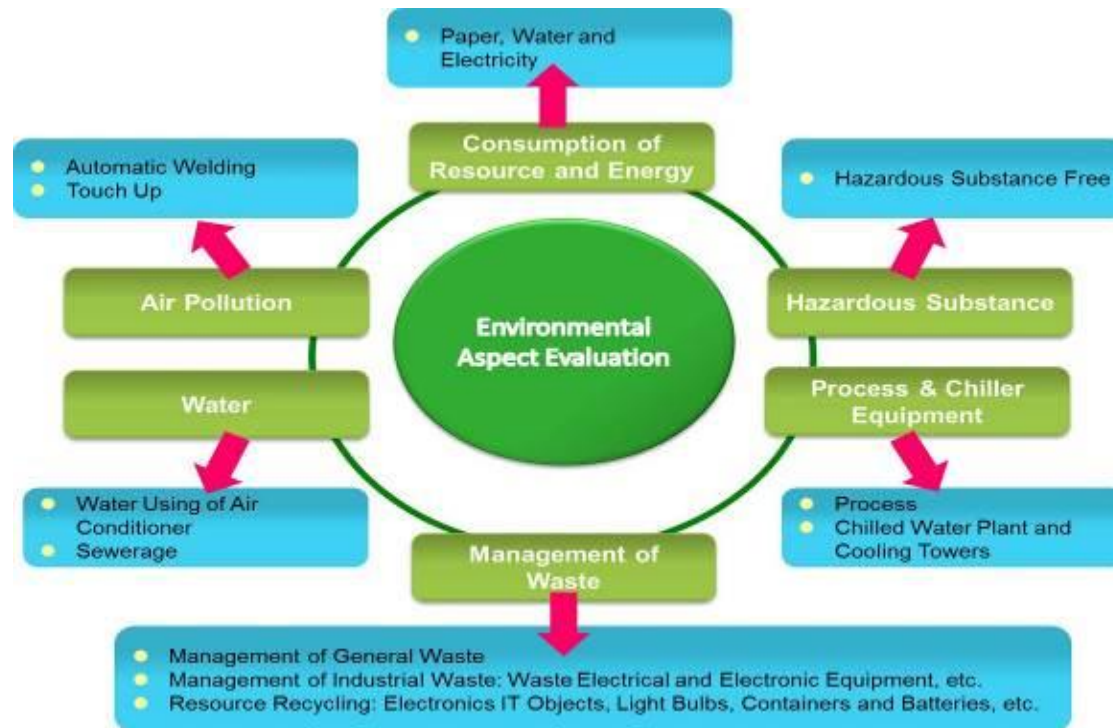 Paper, Water and
Electricity
Consumption of
Resource and Energy
Automatic Welding
Touch Up
Air Pollution
Hazardous Substance Free
Hazardous Substance
Environmental
Aspect Evaluation
Water
Water Using of Air
Conditioner
Sewerage
Process & Chiller
Equipment
Process
Chilled Water Plant and
Cooling Towers
Management of
Waste
Management of General Waste
Management of Industrial Waste: Waste Electrical and Electronic Equipment, etc.
Resource Recycling: Electronics IT Objects, Light Bulbs, Containers and Batteries, etc.